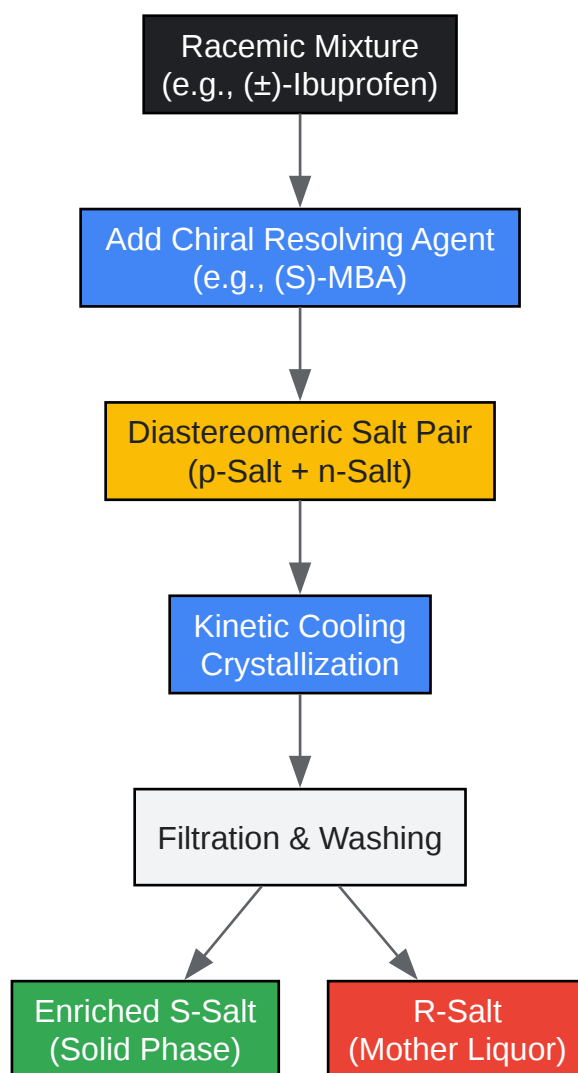 Racemic Mixture
(e.g., (±)-Ibuprofen)
Add Chiral Resolving Agent
(e.g., (S)-MBA)
Diastereomeric Salt Pair
(p-Salt + n-Salt)
Kinetic Cooling
Crystallization
Filtration & Washing
Enriched S-Salt
(Solid Phase)
R-Salt
(Mother Liquor)